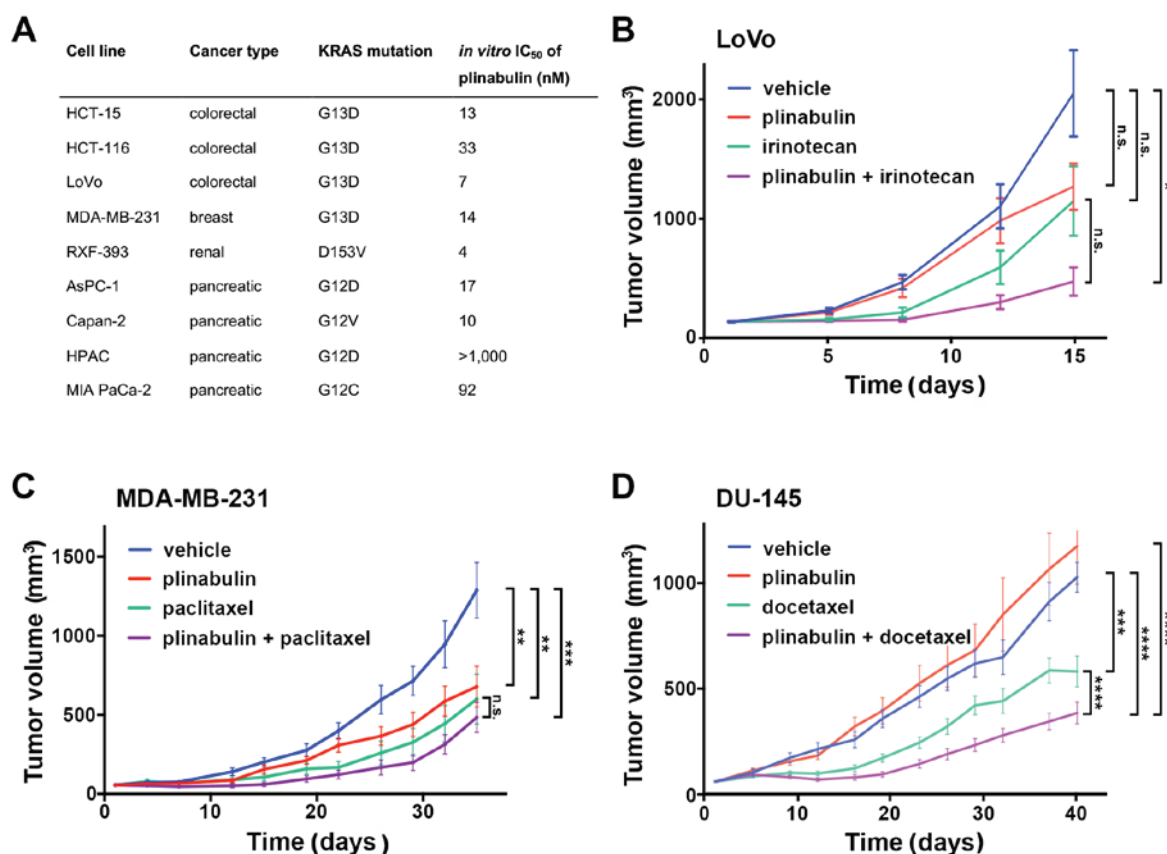 A
Cell line Cancer type KRAS mutation in vitro IC50 of
plinabulin (nM)
HCT-15 colorectal G13D 13
HCT-116 colorectal G13D 33
LoVo colorectal G13D 7
MDA-MB-231 breast G13D 14
RXF-393 renal D153V 4
AsPC-1 pancreatic G12D 17
Capan-2 pancreatic G12V 10
HPAC pancreatic G12D >1,000
MIA PaCa-2 pancreatic G12C 92
B LoVo
vehicle
plinabulin
irinotecan
plinabulin + irinotecan
Tumor volume (mm3)
2000
1000
0
0 5 10 15
Time (days)
n.s.
n.s.
*
n.s.
C MDA-MB-231
vehicle
plinabulin
paclitaxel
plinabulin + paclitaxel
Tumor volume (mm3)
1500
1000
500
0
0 10 20 30
Time (days)
**
**
***
n.s.
D DU-145
vehicle
plinabulin
docetaxel
plinabulin + docetaxel
Tumor volume (mm3)
1000
500
0
0 10 20 30 40
Time (days)
***
****
****